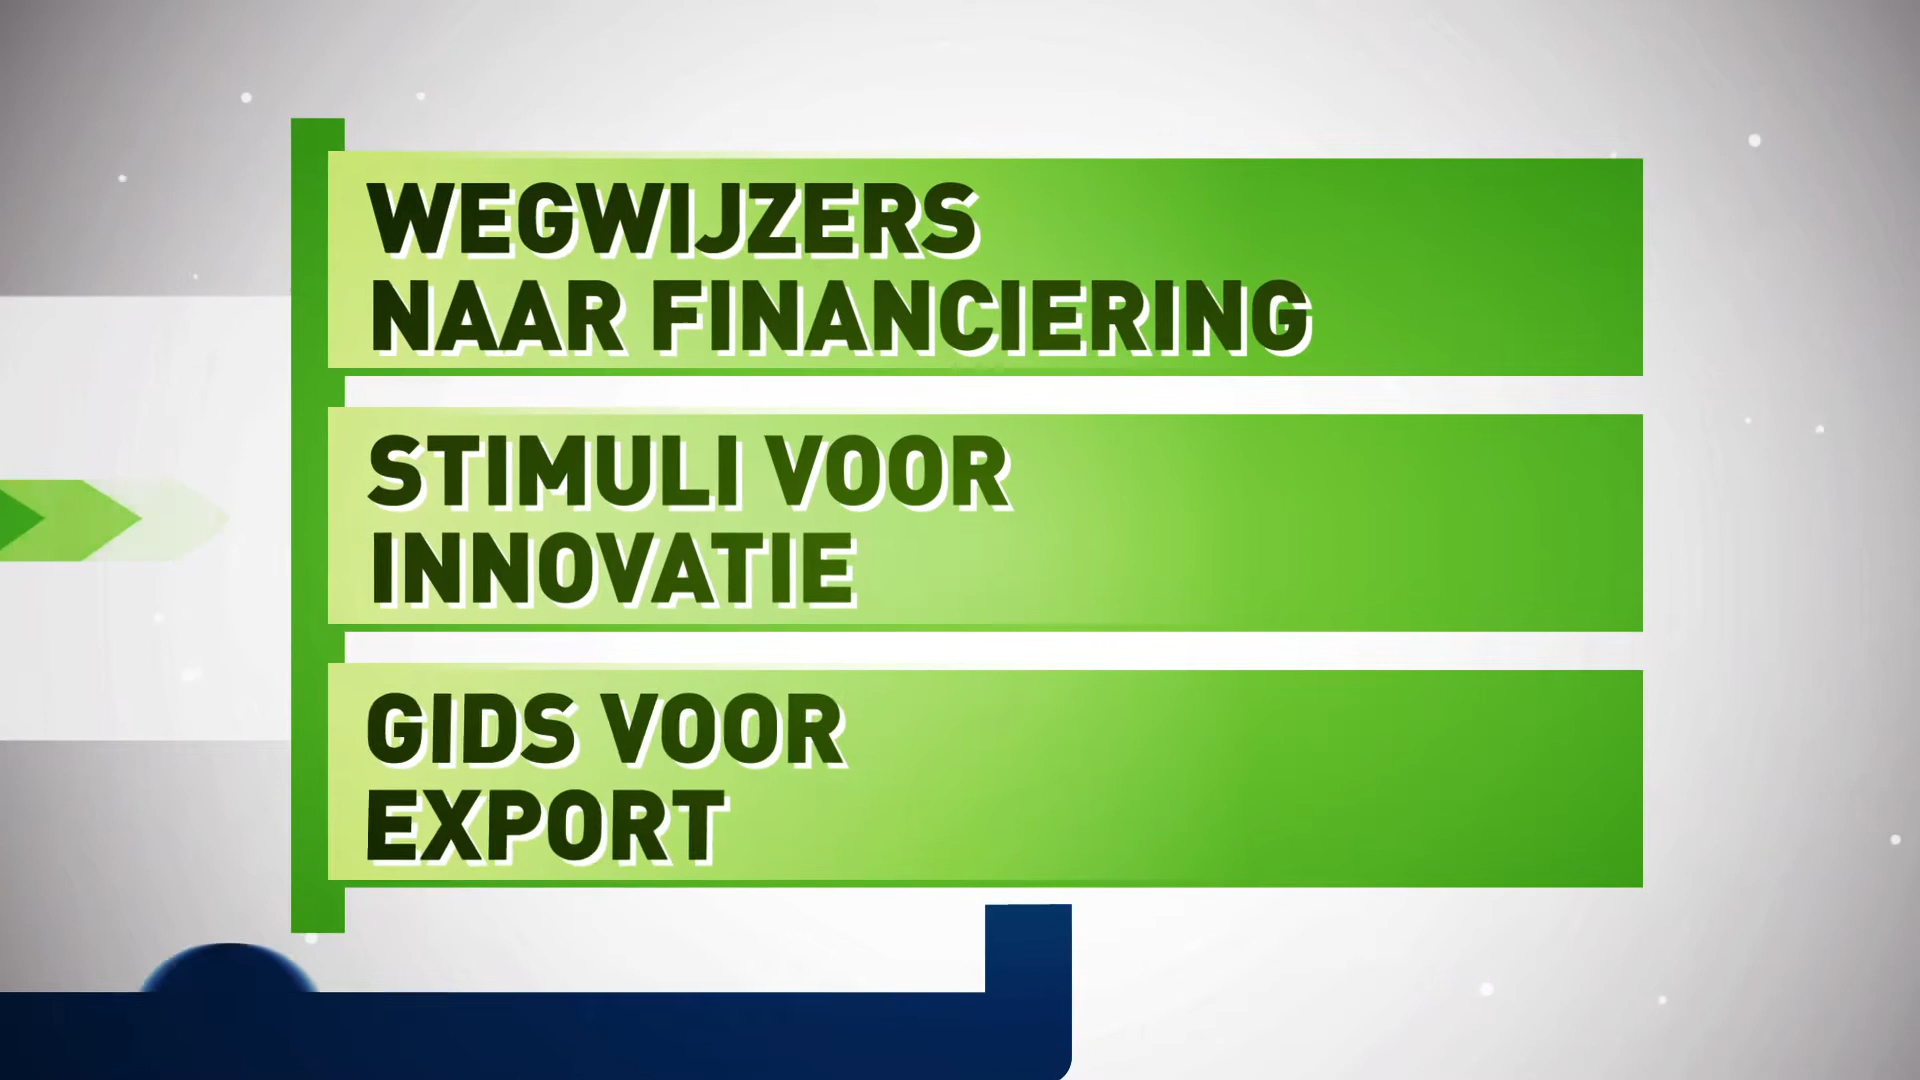 WEGWIJZERS
NAAR FINANCIERING
STIMULI VOOR
INNOVATIE
GIDS VOOR
EXPORT